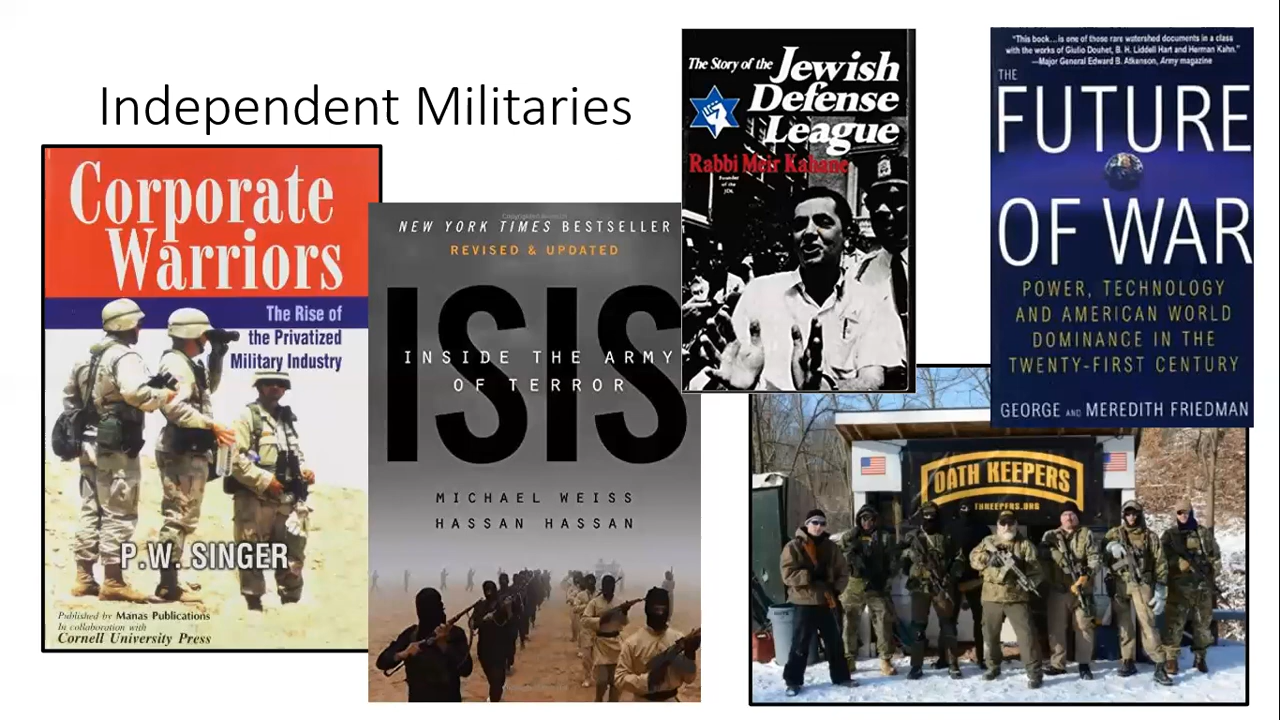 Independent Militaries
Corporate
Warriors
The Rise of
the Privatized
Military Industry
P.W. SINGER
Published by Manas Publications
In collaboration with
Cornell University Press
NEW YORK TIMES BESTSELLER
REVISED & UPDATED
ISIS
INSIDE THE ARMY
OF TERROR
MICHAEL WEISS
HASSAN HASSAN
The Story of the Jewish
Defense
League
Rabbi Meir Kahane
Founder
of the
JDL
"This book...is one of those rare watershed documents in a class
with the works of Giulio Douhet, B. H. Liddell Hart and Herman Kahn."
—Major General Edward B. Atkenson, Army magazine
THE
FUTURE
OF WAR
POWER, TECHNOLOGY
AND AMERICAN WORLD
DOMINANCE IN THE
TWENTY-FIRST CENTURY
GEORGE AND MEREDITH FRIEDMAN
OATH KEEPERS